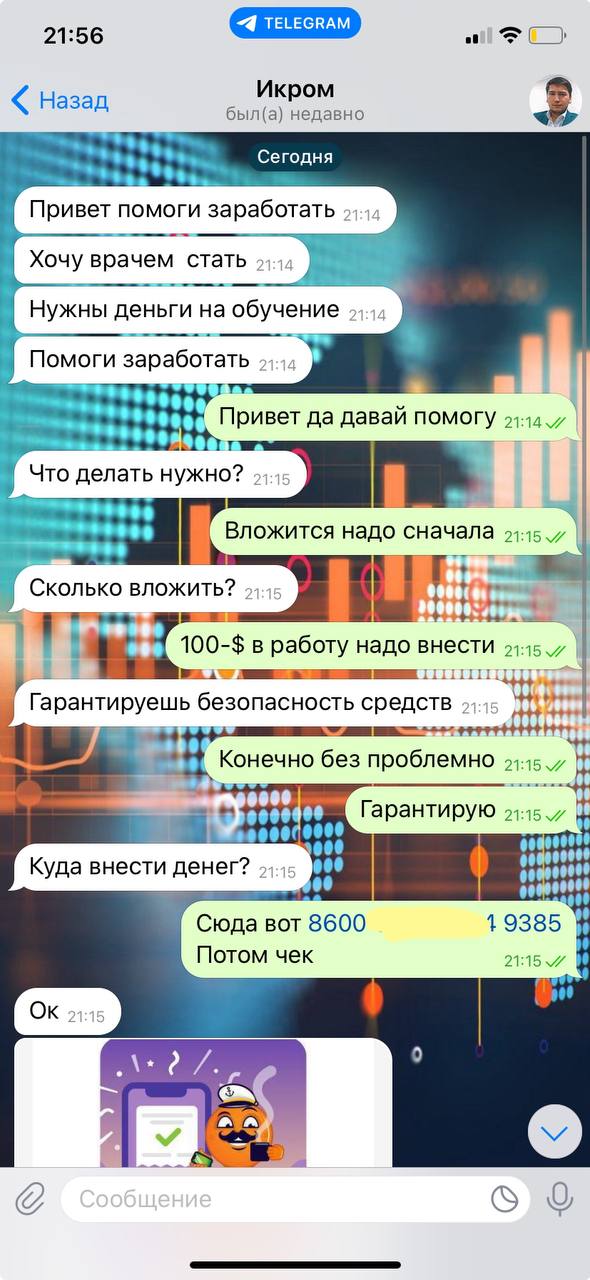 21:56
TELEGRAM
Назад
Икром
был(а) недавно
Сегодня
Привет помоги заработать 21:14
Хочу врачем стать 21:14
Нужны деньги на обучение 21:14
Помоги заработать 21:14
Привет да давай помогу 21:14
Что делать нужно? 21:15
Вложится надо сначала 21:15
Сколько вложить? 21:15
100-$ в работу надо внести 21:15
Гарантируешь безопасность средств 21:15
Конечно без проблемно 21:15
Гарантирую 21:15
Куда внести денег? 21:15
Сюда вот 8600 4 9385
Потом чек 21:15
Ок 21:15
Сообщение